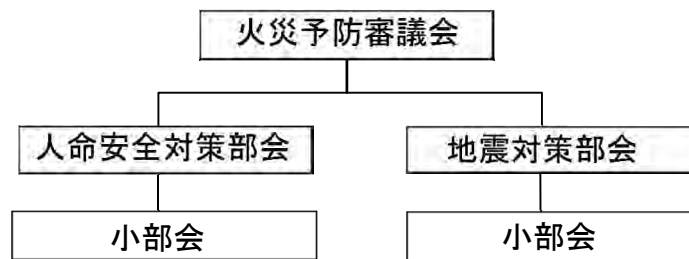 火災予防審議会
人命安全対策部会
地震対策部会
小部会
小部会